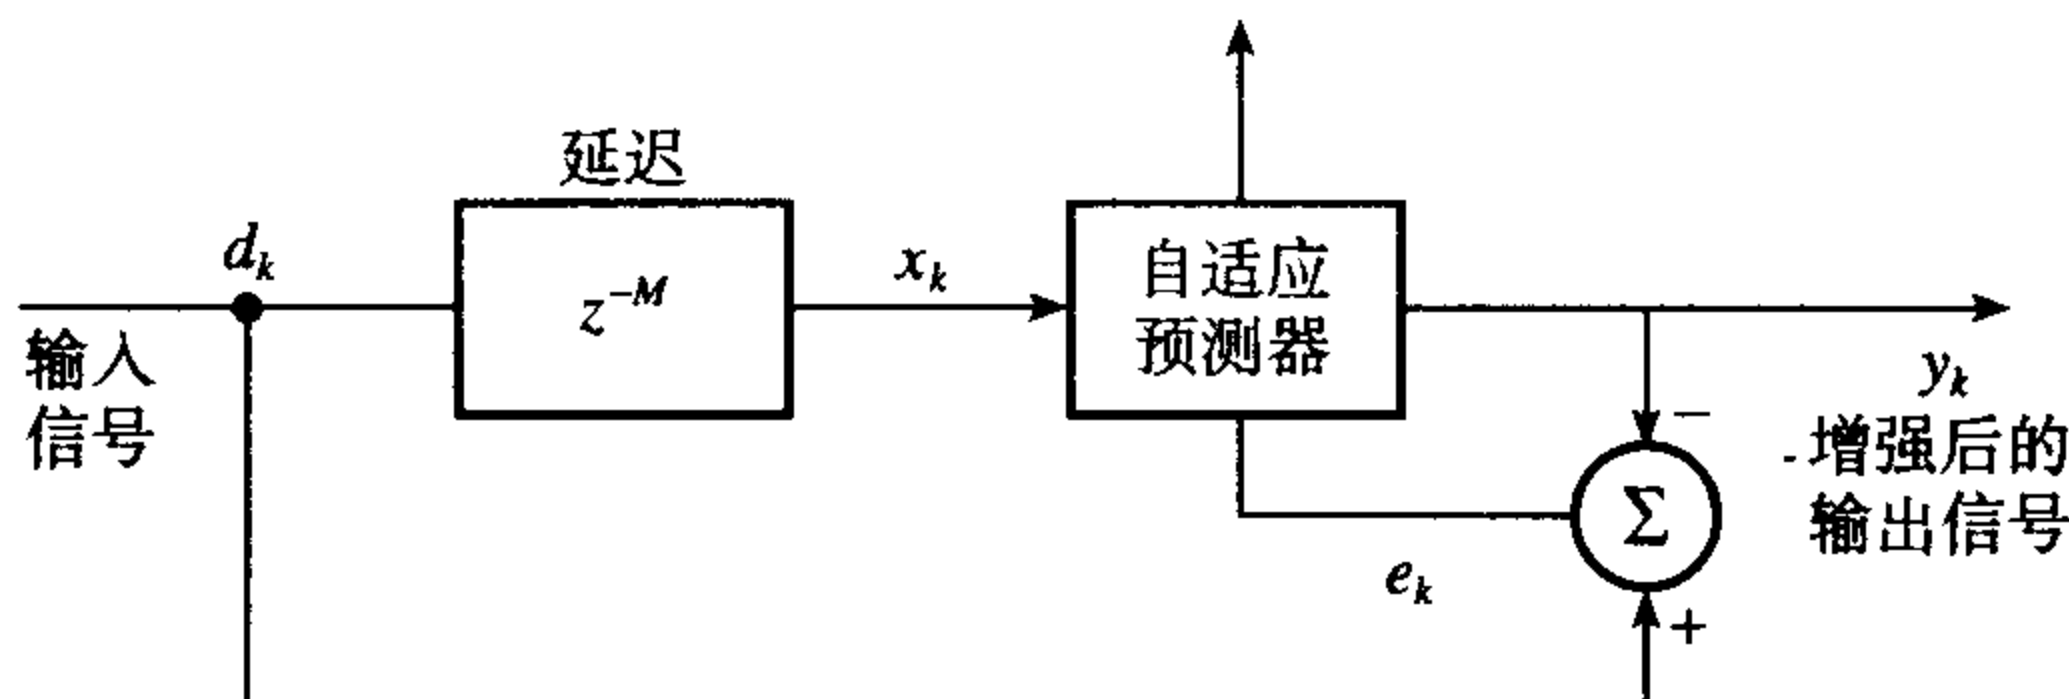 延迟
d_k
z^{-M}
x_k
自适应
预测器
输入
信号
y_k
增强后的
输出信号
−
Σ
e_k
+